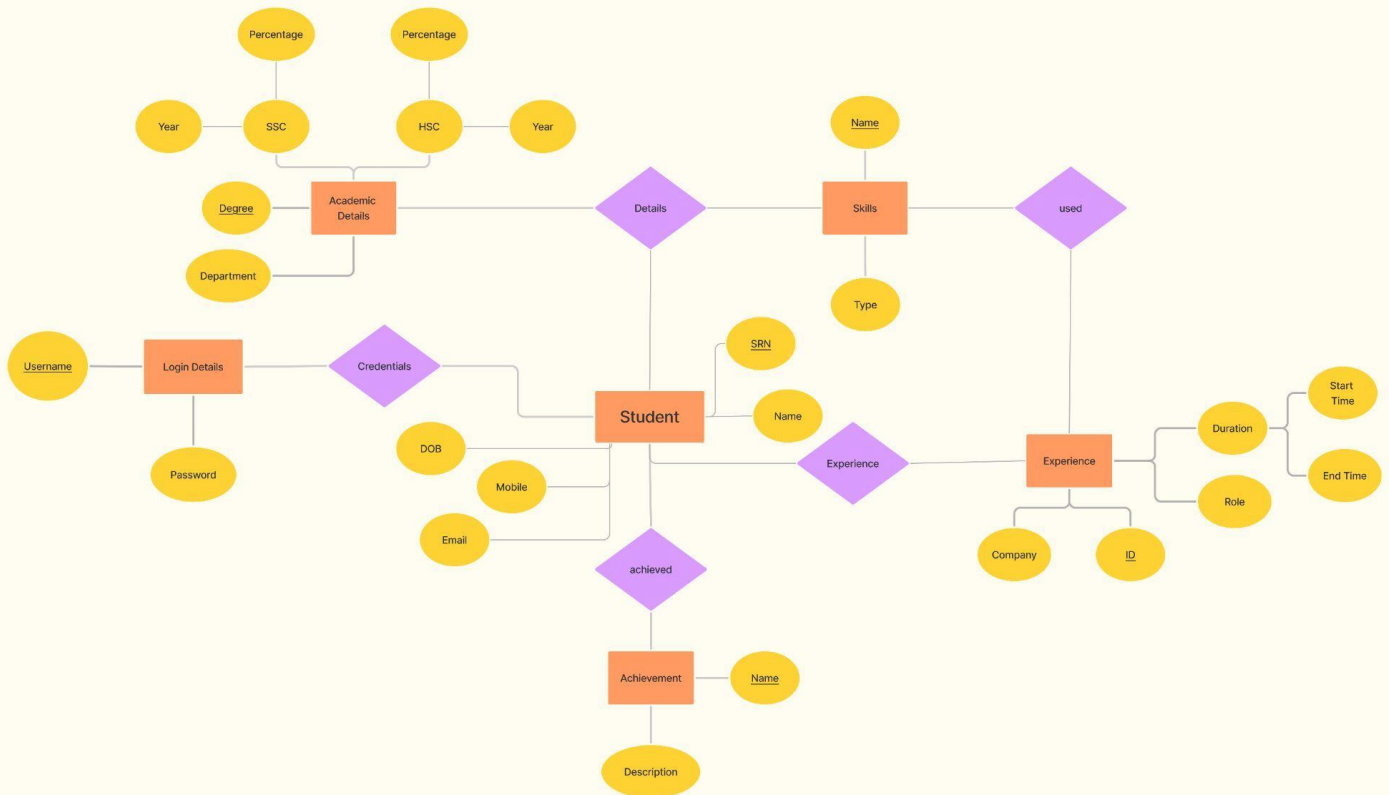 Percentage
Percentage
Year
SSC
HSC
Year
Name
Degree
Academic
Details
Details
Skills
used
Department
Type
Username
Login Details
Credentials
SRN
Student
Name
Start
Time
DOB
Duration
Password
Mobile
Experience
Experience
End Time
Role
Email
Company
ID
achieved
Achievement
Name
Description